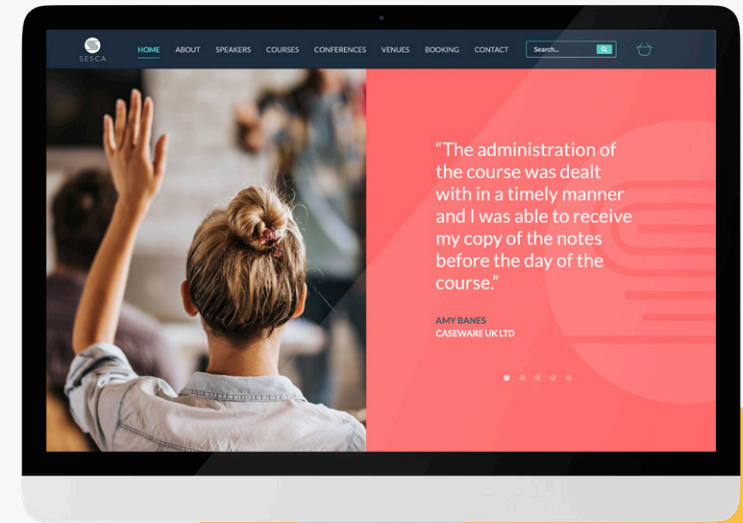 SESCA
HOME ABOUT SPEAKERS COURSES CONFERENCES VENUES BOOKING CONTACT Search...
“The administration of
the course was dealt
with in a timely manner
and I was able to receive
my copy of the notes
before the day of the
course.”
AMY BANES
CASEWARE UK LTD